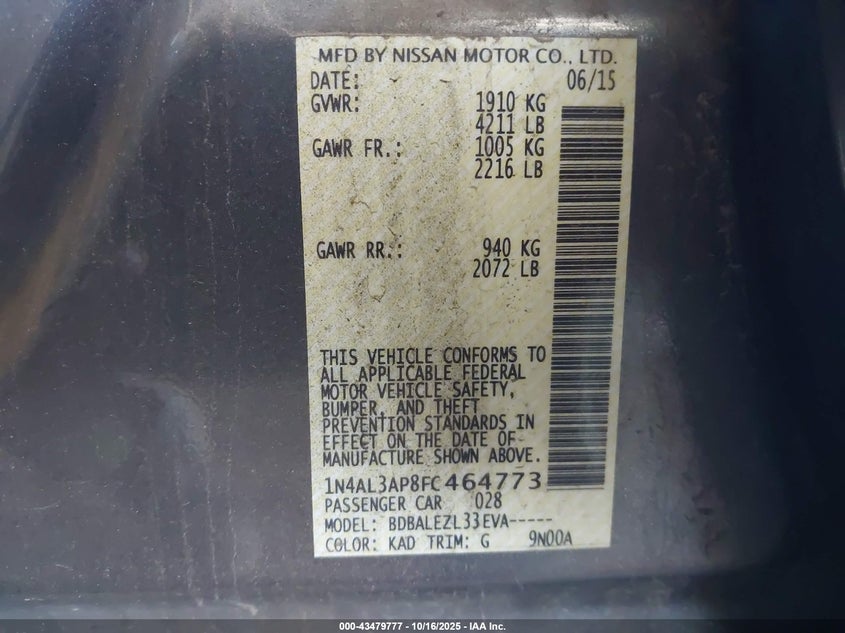 MFD BY NISSAN MOTOR CO., LTD.
DATE: 06/15
GVWR: 1910 KG
4211 LB
GAWR FR.: 1005 KG
2216 LB
GAWR RR.: 940 KG
2072 LB
THIS VEHICLE CONFORMS TO
ALL APPLICABLE FEDERAL
MOTOR VEHICLE SAFETY,
BUMPER, AND THEFT
PREVENTION STANDARDS IN
EFFECT ON THE DATE OF
MANUFACTURE SHOWN ABOVE.
1N4AL3AP8FC464773
PASSENGER CAR 028
MODEL: BDBALEZL33EVA-----
COLOR: KAD TRIM: G 9N00A
000-43479777 - 10/16/2025 - IAA Inc.